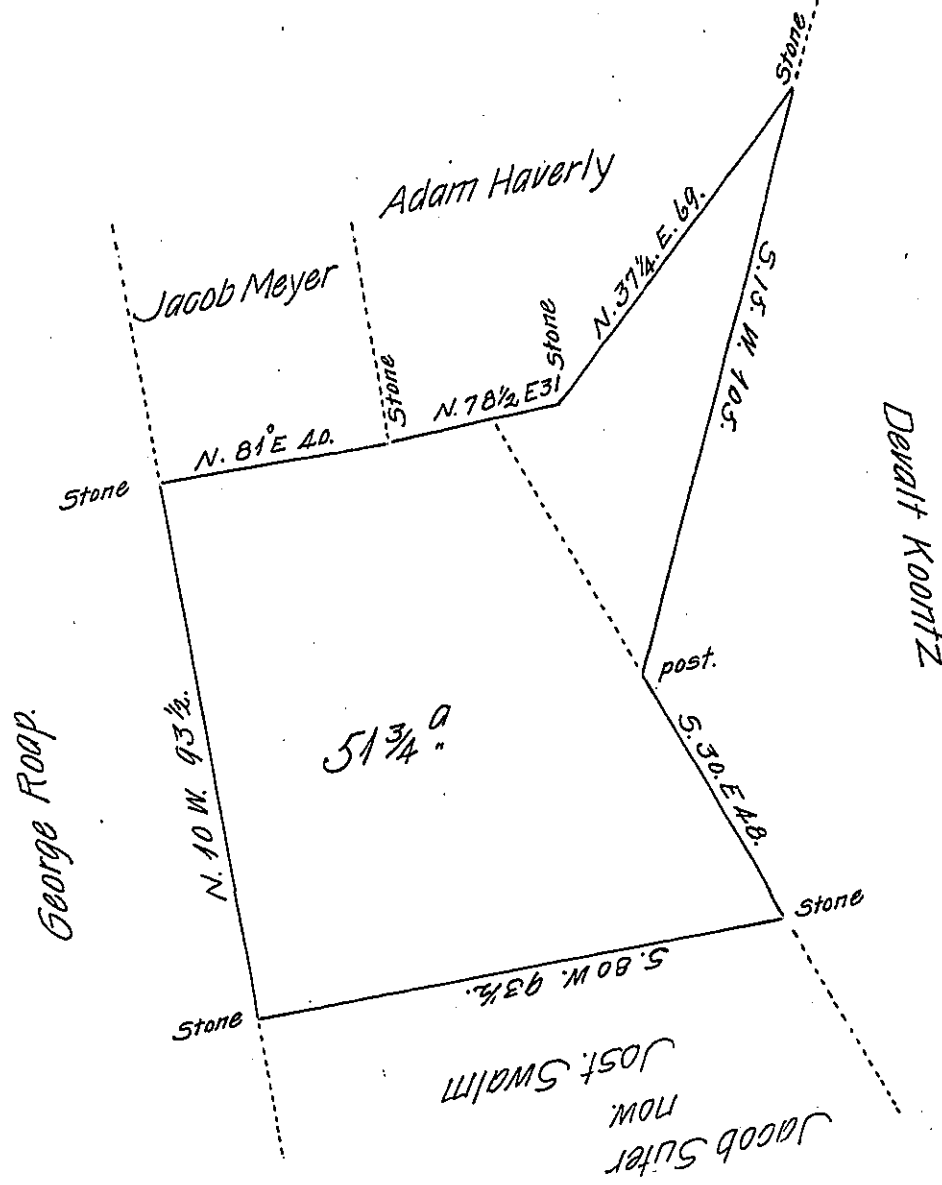 Stone
Adam Haverly
Jacob Meyer
N. 37¼. E. 69.
S. 15. W. 105.
Stone
Stone
N. 78½ E 31
N. 81° E 40.
Stone
Devalt Koontz
post.
N. 10 W. 93½.
51¾ a
S. 30. E 48.
George Roap.
Stone
S. 80 W. 93½.
Stone
Jost. Swalm
now
Jacob Suter